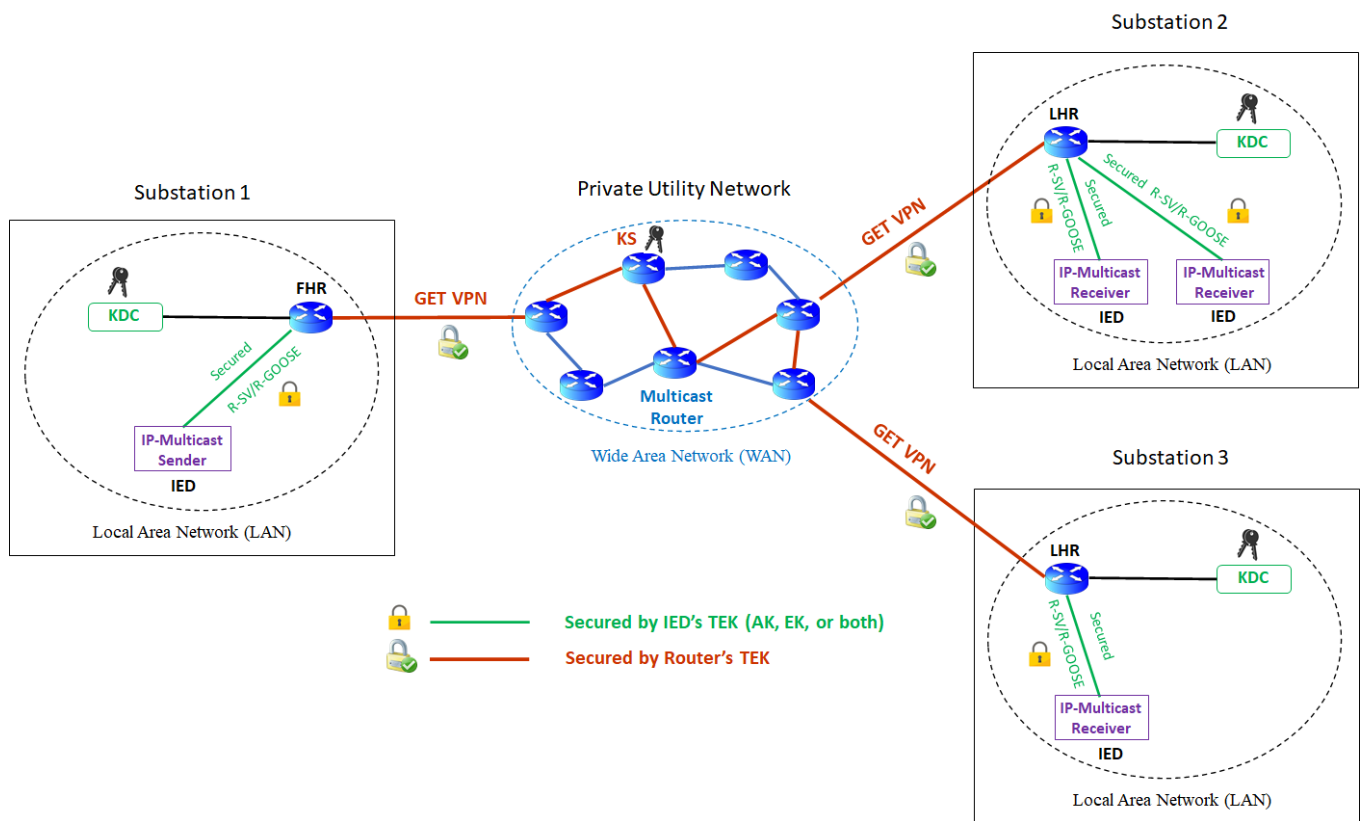 Substation 2
LHR
KDC
Secured R-SV/R-GOOSE
Secured
R-SV/R-GOOSE
IP-Multicast
Receiver
IED
IP-Multicast
Receiver
IED
Local Area Network (LAN)
Substation 1
KDC
FHR
Secured
R-SV/R-GOOSE
IP-Multicast
Sender
IED
Local Area Network (LAN)
GET VPN
Private Utility Network
KS
Multicast
Router
Wide Area Network (WAN)
GET VPN
GET VPN
Substation 3
LHR
KDC
Secured
R-SV/R-GOOSE
IP-Multicast
Receiver
IED
Local Area Network (LAN)
Secured by IED's TEK (AK, EK, or both)
Secured by Router's TEK